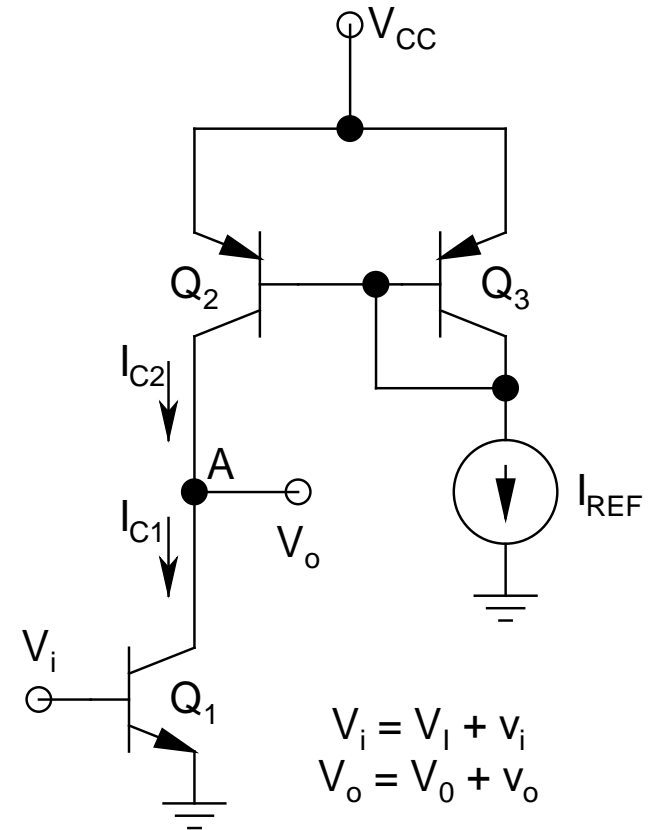 V_CC
Q_2
Q_3
I_C2
A
I_REF
I_C1
V_o
V_i
Q_1
V_i = V_I + v_i
V_o = V_0 + v_o